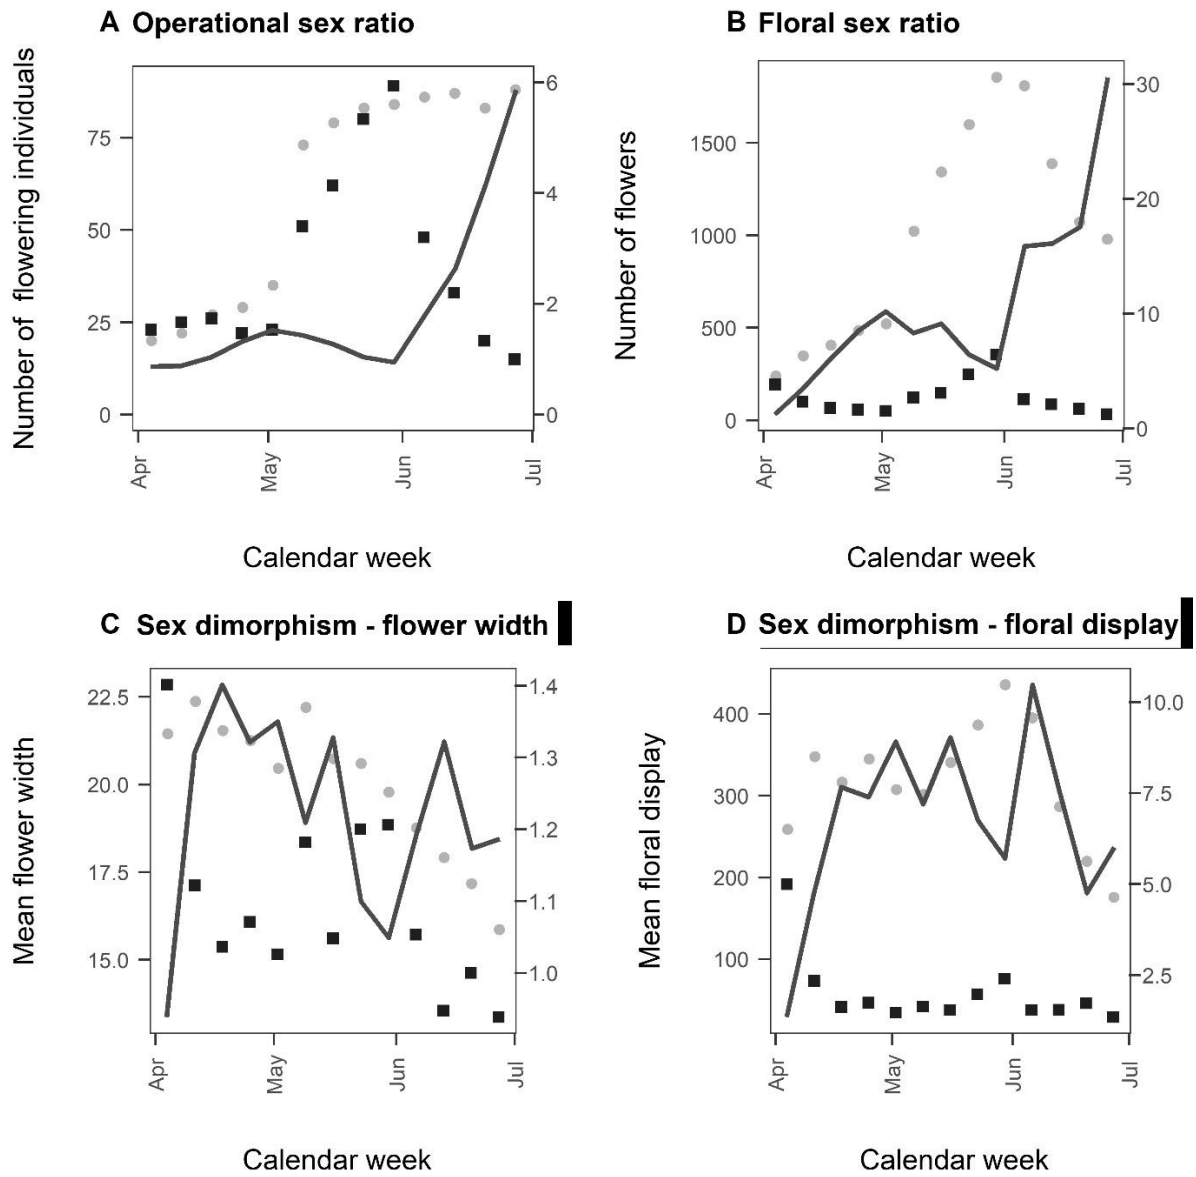 A Operational sex ratio
Number of flowering individuals
75
50
25
0
6
4
2
0
Apr
May
Jun
Jul
Calendar week
B Floral sex ratio
Number of flowers
1500
1000
500
0
30
20
10
0
Apr
May
Jun
Jul
Calendar week
C Sex dimorphism - flower width
Mean flower width
22.5
20.0
17.5
15.0
1.4
1.3
1.2
1.1
1.0
Apr
May
Jun
Jul
Calendar week
D Sex dimorphism - floral display
Mean floral display
400
300
200
100
10.0
7.5
5.0
2.5
Apr
May
Jun
Jul
Calendar week